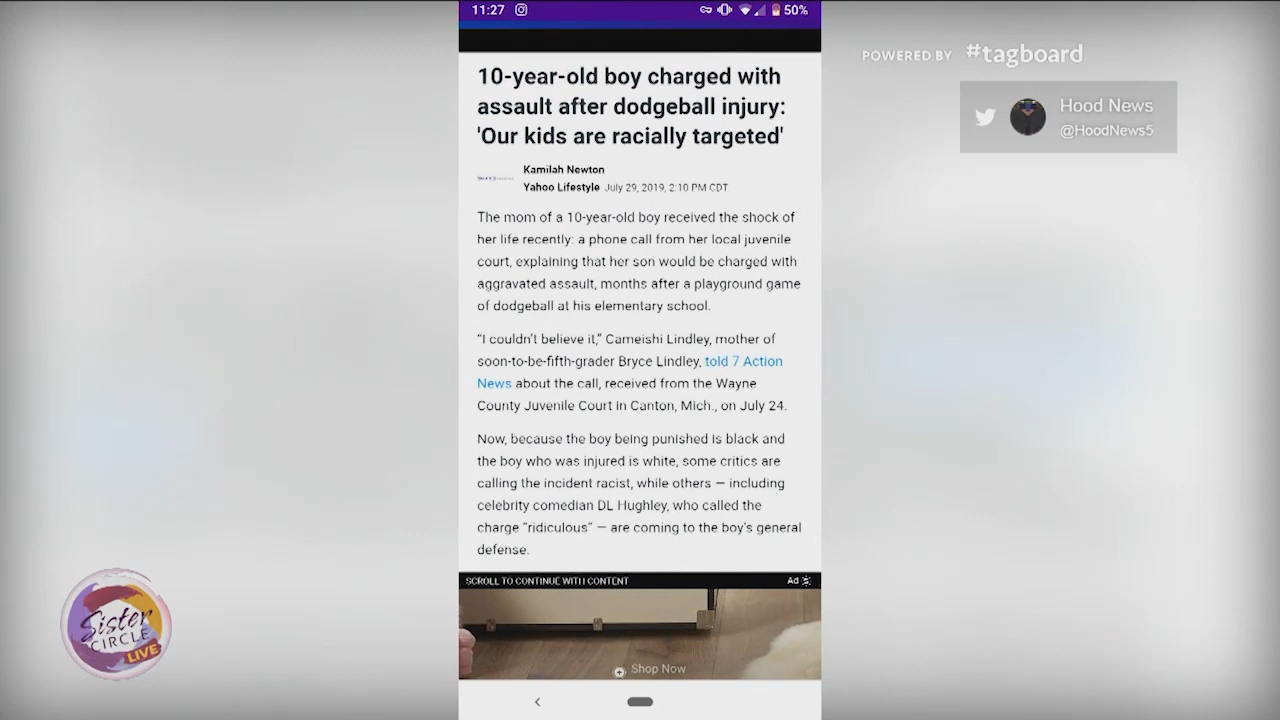 11:27
50%
POWERED BY #tagboard
Hood News
@HoodNews5
10-year-old boy charged with
assault after dodgeball injury:
'Our kids are racially targeted'
Kamilah Newton
Yahoo Lifestyle July 29, 2019, 2:10 PM CDT
The mom of a 10-year-old boy received the shock of
her life recently: a phone call from her local juvenile
court, explaining that her son would be charged with
aggravated assault, months after a playground game
of dodgeball at his elementary school.
“I couldn’t believe it,” Cameishi Lindley, mother of
soon-to-be-fifth-grader Bryce Lindley, told 7 Action
News about the call, received from the Wayne
County Juvenile Court in Canton, Mich., on July 24.
Now, because the boy being punished is black and
the boy who was injured is white, some critics are
calling the incident racist, while others — including
celebrity comedian DL Hughley, who called the
charge “ridiculous” — are coming to the boy’s general
defense.
SCROLL TO CONTINUE WITH CONTENT
Ad
Shop Now
Sister
CIRCLE
LIVE